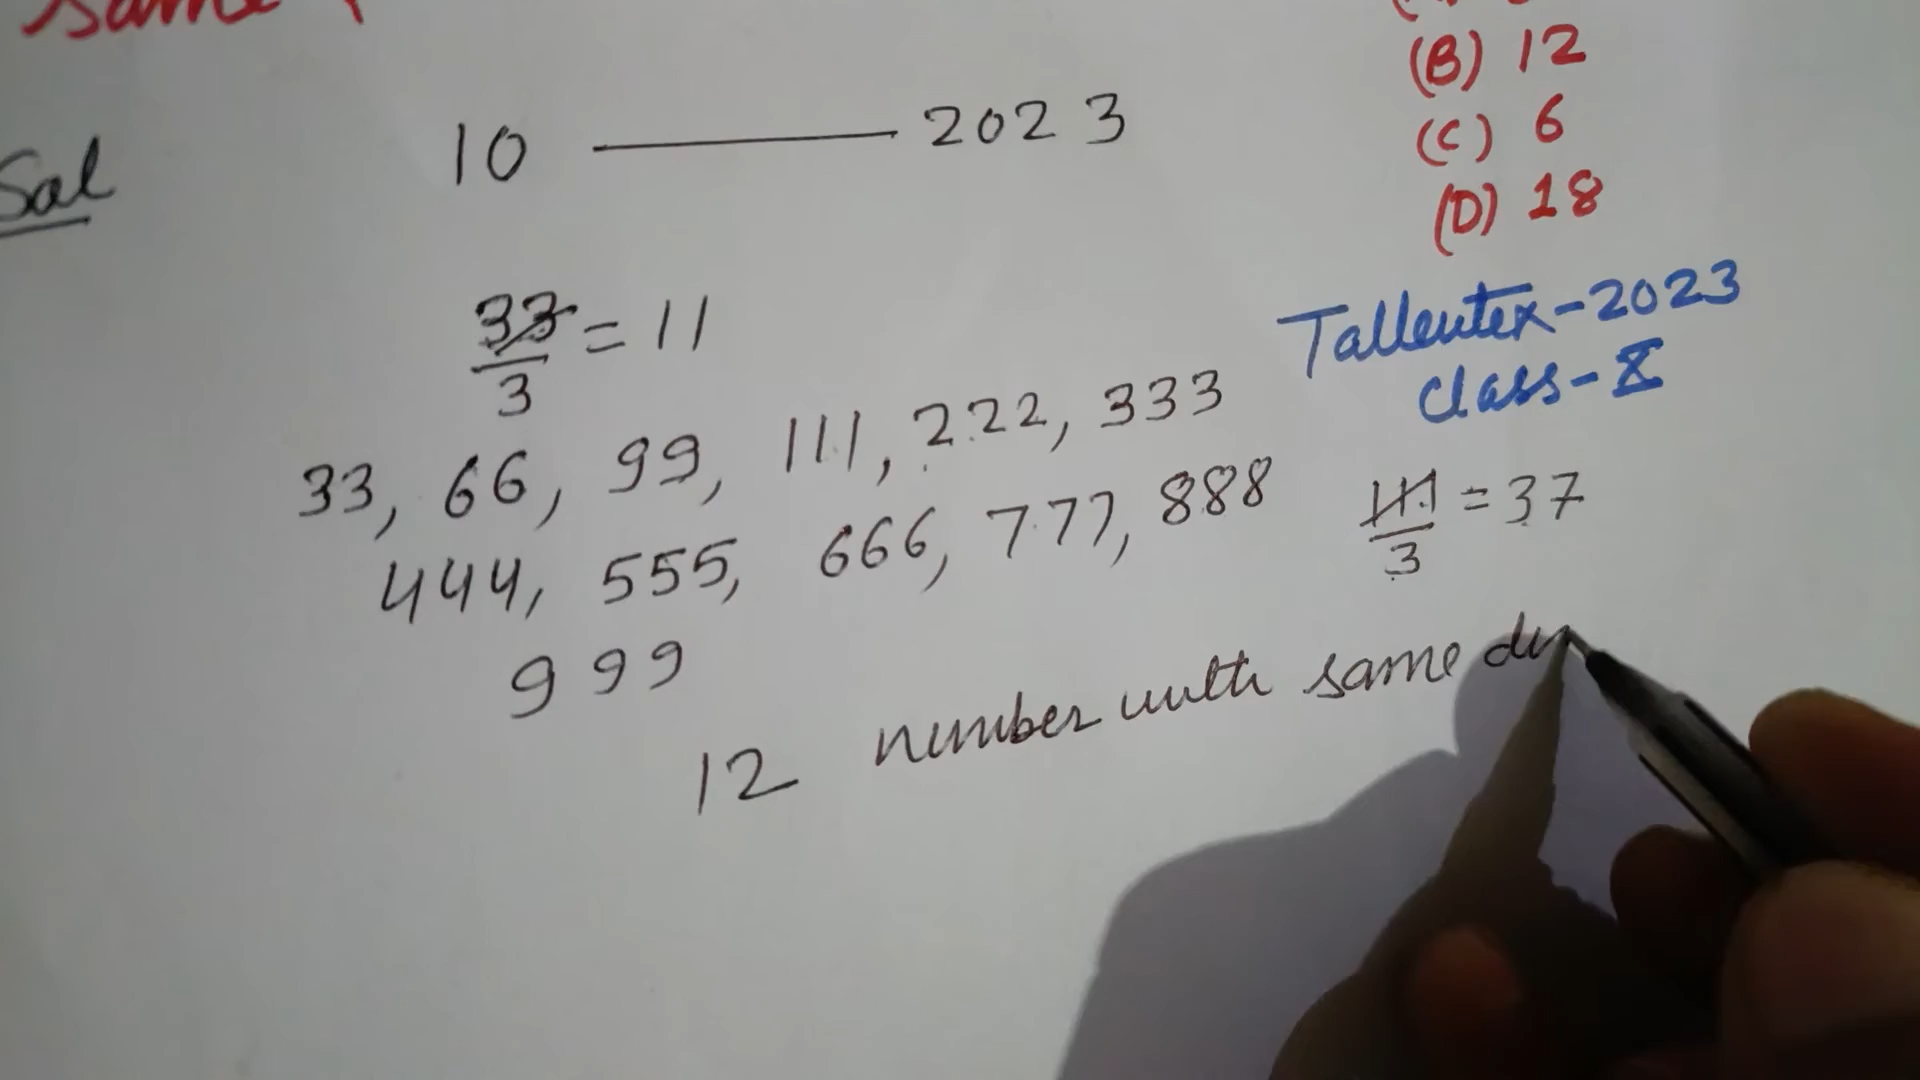 same
(B) 12
10 — 2023
(C) 6
Sol
(D) 18
33/3 = 11
Tallentex-2023
class-X
33, 66, 99, 111, 222, 333
111/3 = 37
444, 555, 666, 777, 888
999
12 number with same